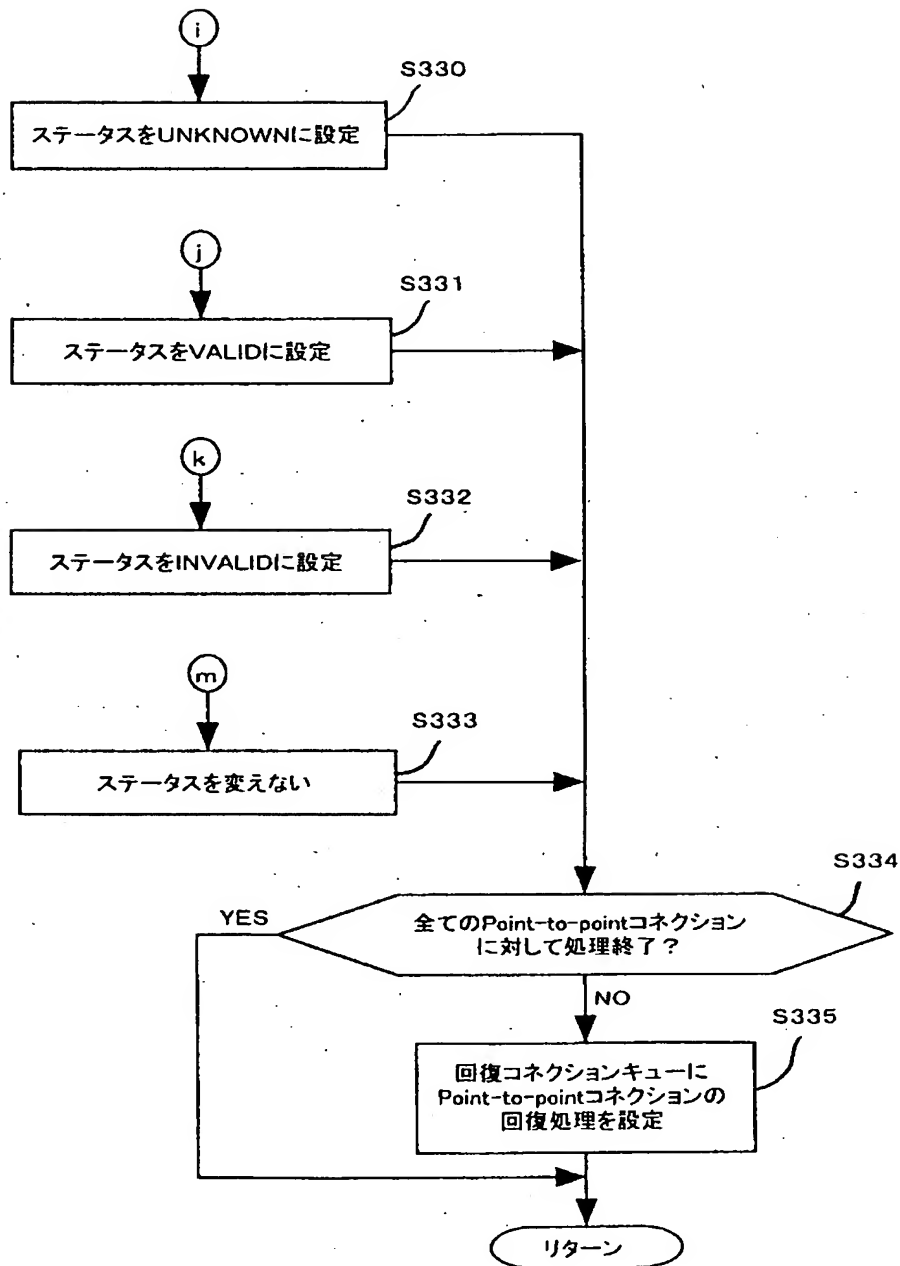 i
S330
ステータスをUNKNOWNに設定
j
S331
ステータスをVALIDに設定
k
S332
ステータスをINVALIDに設定
m
S333
ステータスを変えない
S334
YES
全てのPoint-to-pointコネクション
に対して処理終了?
NO
S335
回復コネクションキューに
Point-to-pointコネクションの
回復処理を設定
リターン